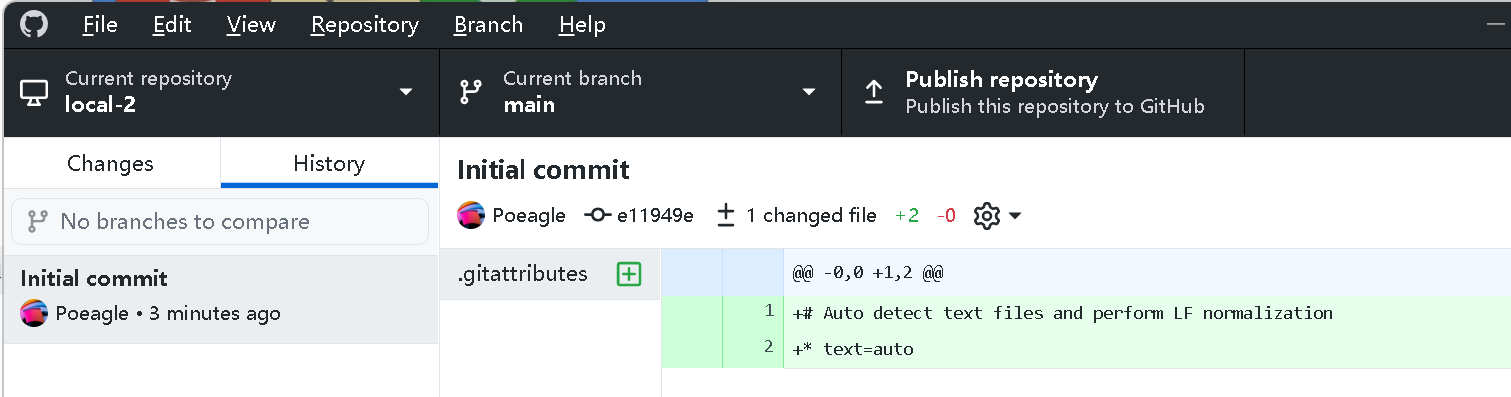 File Edit View Repository Branch Help
Current repository
local-2
Current branch
main
Publish repository
Publish this repository to GitHub
Changes History
No branches to compare
Initial commit
Poeagle • 3 minutes ago
Initial commit
Poeagle e11949e 1 changed file +2 -0
.gitattributes
@@ -0,0 +1,2 @@
1 +# Auto detect text files and perform LF normalization
2 +* text=auto